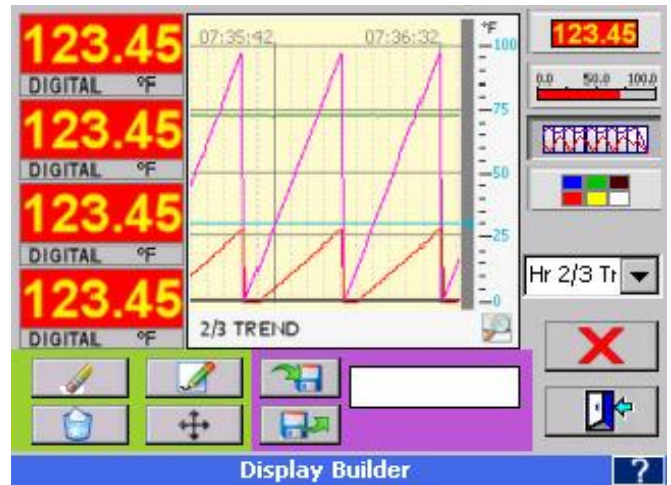 123.45
DIGITAL °F
123.45
DIGITAL °F
123.45
DIGITAL °F
123.45
DIGITAL °F
07:35:42 07:36:32 °F
100
75
50
25
0
2/3 TREND
123.45
0.0 50.0 100.0
Hr 2/3 Tr
Display Builder ?